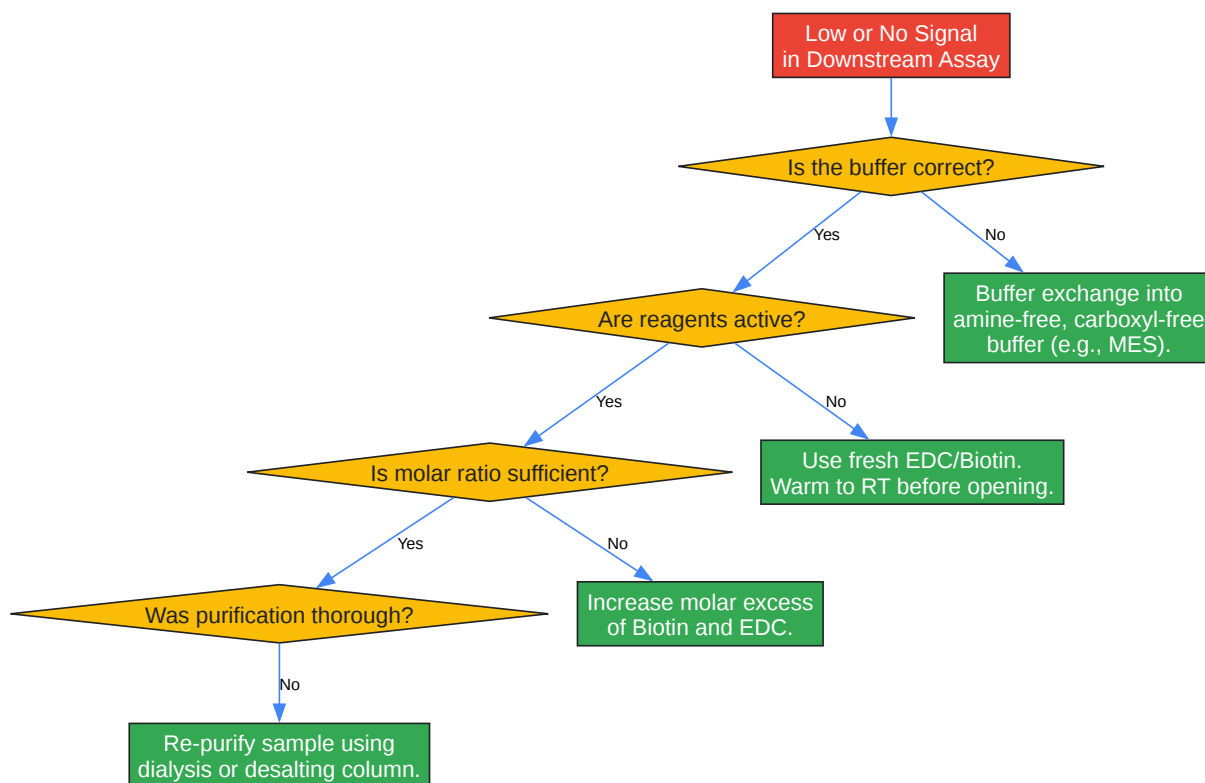 Low or No Signal
in Downstream Assay
Is the buffer correct?
Yes
No
Are reagents active?
Buffer exchange into
amine-free, carboxyl-free
buffer (e.g., MES).
Yes
No
Is molar ratio sufficient?
Use fresh EDC/Biotin.
Warm to RT before opening.
Yes
No
Was purification thorough?
Increase molar excess
of Biotin and EDC.
No
Re-purify sample using
dialysis or desalting column.